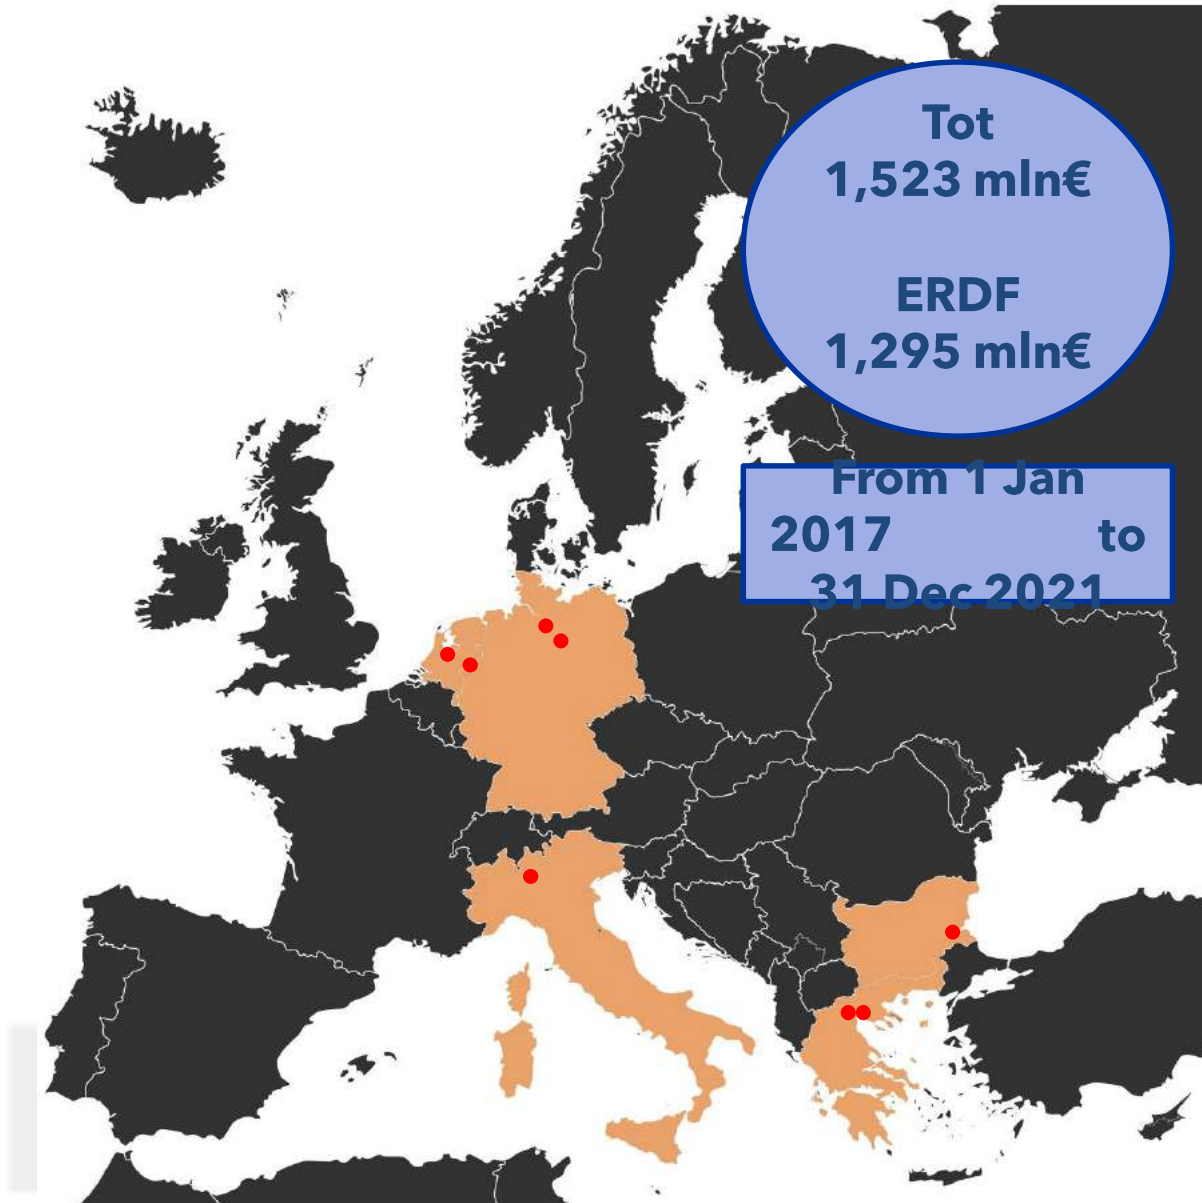 Tot
1,523 mln€
ERDF
1,295 mln€
From 1 Jan
2017 to
31 Dec 2021